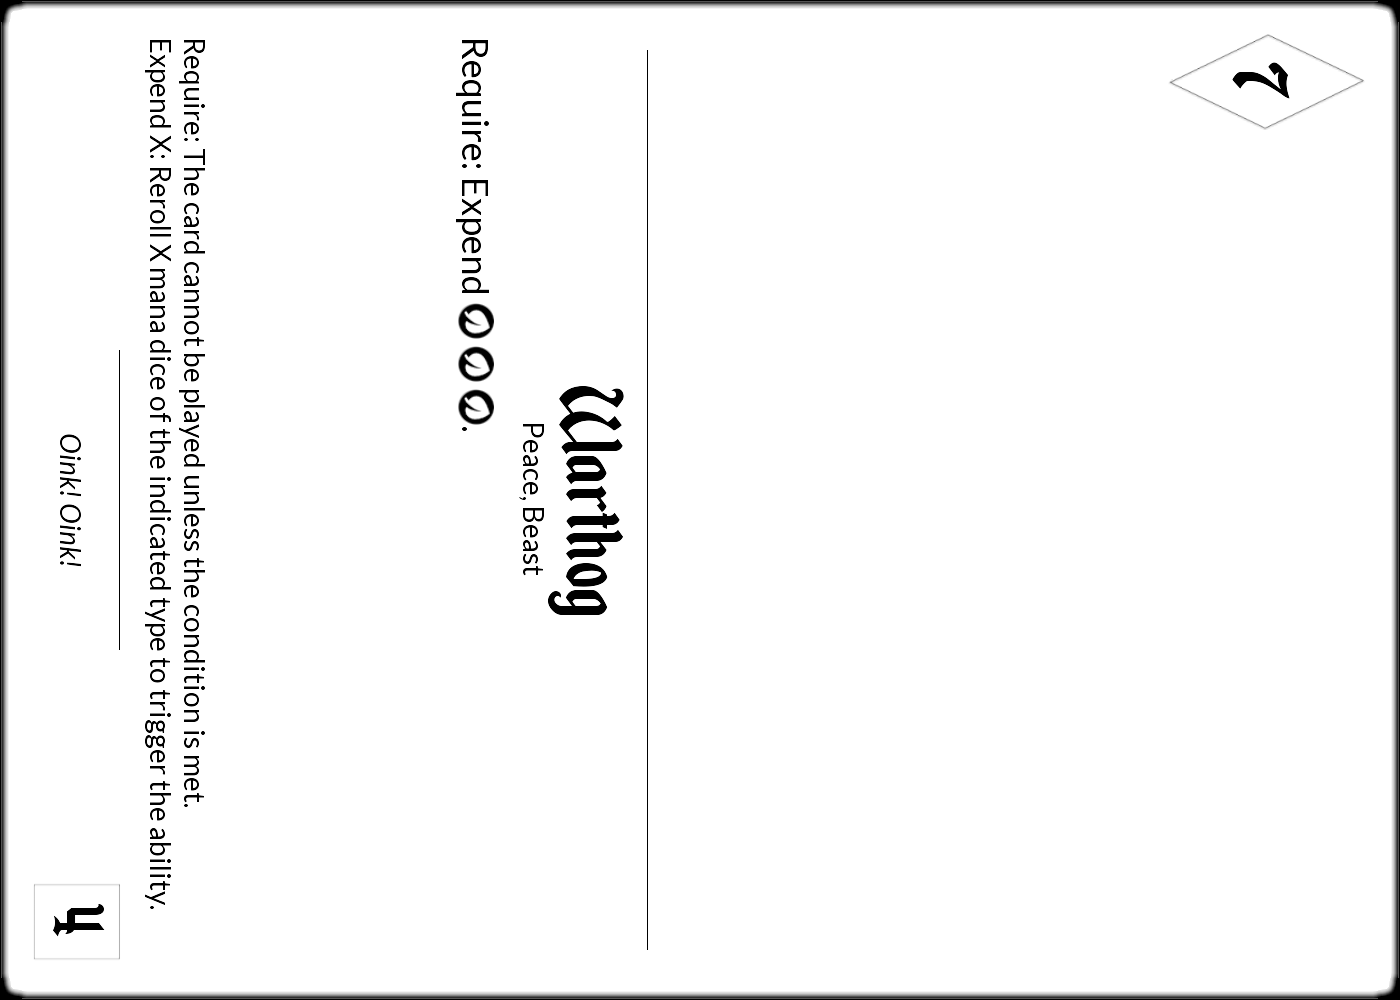 7
Warthog
Peace, Beast
Require: Expend .
Require: The card cannot be played unless the condition is met.
Expend X: Reroll X mana dice of the indicated type to trigger the ability.
Oink! Oink!
4